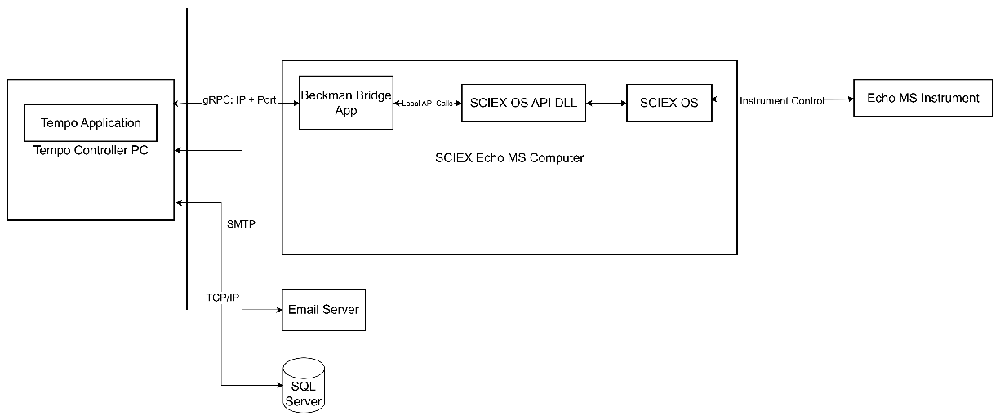 Tempo Application
Tempo Controller PC
gRPC: IP + Port
Beckman Bridge
App
Local API Calls
SCIEX OS API DLL
SCIEX OS
Instrument Control
Echo MS Instrument
SCIEX Echo MS Computer
SMTP
TCP/IP
Email Server
SQL
Server